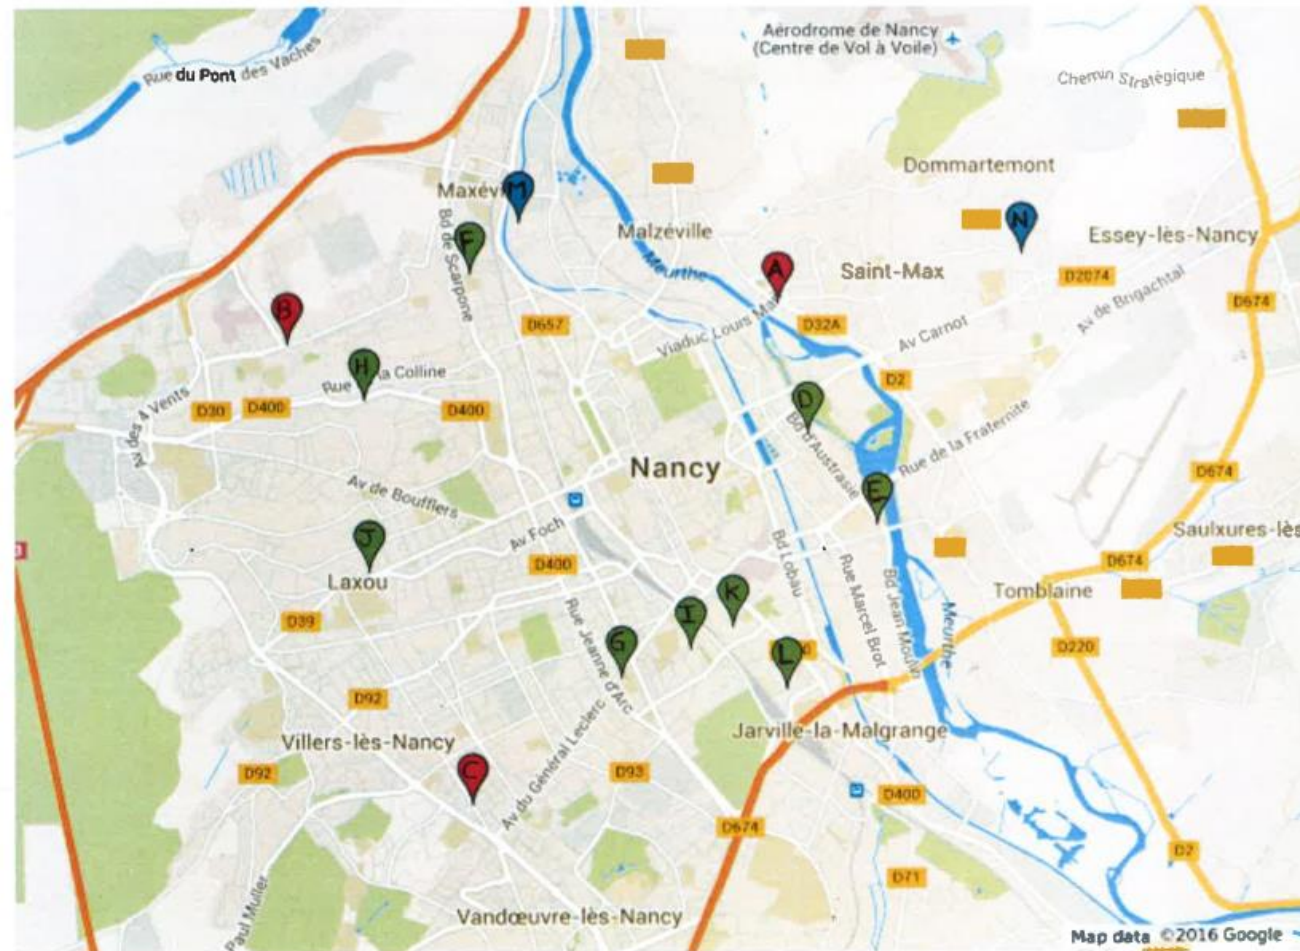 Aérodrome de Nancy
(Centre de Vol à Voile)
Rue du Pont des Vaches
Chemin Stratégique
Dommartemont
Maxévi
M
N
Bd de Scarpone
F
Malzéville
Essey-lès-Nancy
Meurthe
A
Saint-Max
D2074
Av de Brigachtal
D674
B
D657
Viaduc Louis Mar
D32A
Av Carnot
H
Rue la Colline
D2
D30
D400
D400
D
Av des 4 Vents
Bd d'Austrasie
Rue de la Fraternité
Nancy
D674
Av de Boufflers
E
Av Foch
J
Saulxures-lès
Laxou
D400
Bd Lobau
Rue Marcel Brot
Bd Jean Moulin
D674
Tomblaine
K
I
Meurthe
D39
Rue Jeanne d'Arc
G
L
D220
D92
Villers-lès-Nancy
Jarville-la-Malgrange
C
D92
D93
Av du Général Leclerc
D400
D674
D2
D71
Paul Muller
Vandœuvre-lès-Nancy
Map data ©2016 Google